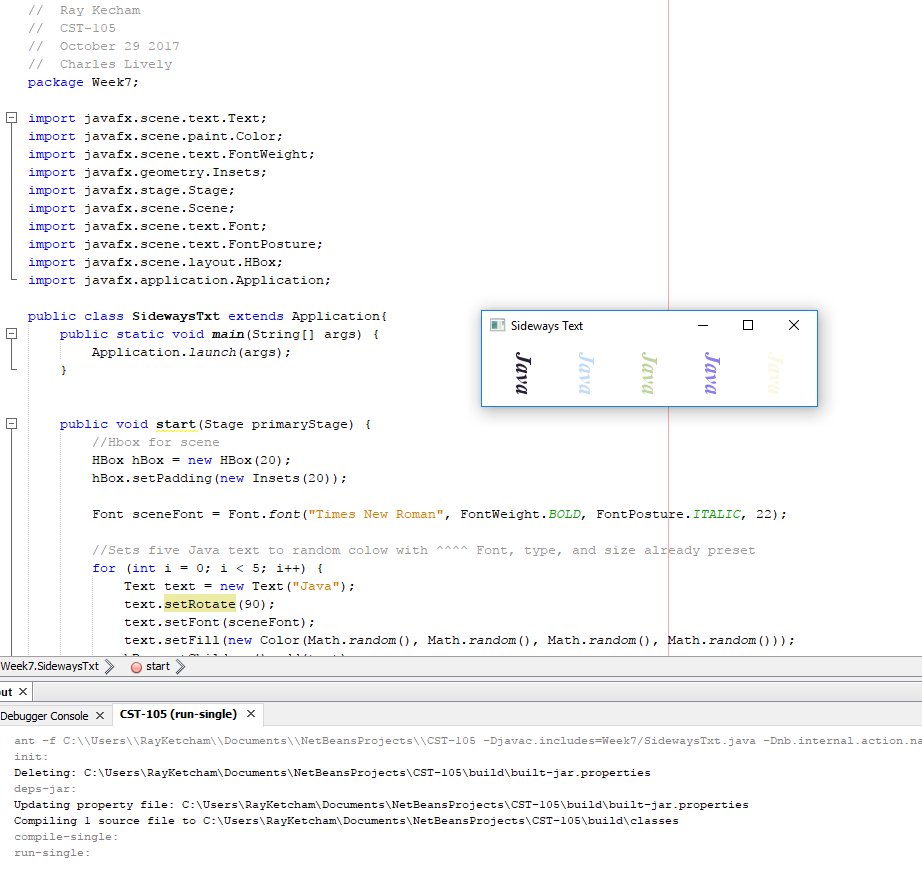 //  Ray Kecham
//  CST-105
//  October 29 2017
//  Charles Lively
package Week7;
import javafx.scene.text.Text;
import javafx.scene.paint.Color;
import javafx.scene.text.FontWeight;
import javafx.geometry.Insets;
import javafx.stage.Stage;
import javafx.scene.Scene;
import javafx.scene.text.Font;
import javafx.scene.text.FontPosture;
import javafx.scene.layout.HBox;
import javafx.application.Application;
public class SidewaysTxt extends Application{
    public static void main(String[] args) {
        Application.launch(args);
    }
Sideways Text
Java Java Java Java Java
    public void start(Stage primaryStage) {
        //Hbox for scene
        HBox hBox = new HBox(20);
        hBox.setPadding(new Insets(20));
        Font sceneFont = Font.font("Times New Roman", FontWeight.BOLD, FontPosture.ITALIC, 22);
        //Sets five Java text to random colow with ^^^^ Font, type, and size already preset
        for (int i = 0; i < 5; i++) {
            Text text = new Text("Java");
            text.setRotate(90);
            text.setFont(sceneFont);
            text.setFill(new Color(Math.random(), Math.random(), Math.random(), Math.random()));
Week7.SidewaysTxt start
out
Debugger Console CST-105 (run-single)
ant -f C:\\Users\\RayKetcham\\Documents\\NetBeansProjects\\CST-105 -Djavac.includes=Week7/SidewaysTxt.java -Dnb.internal.action.na
init:
Deleting: C:\Users\RayKetcham\Documents\NetBeansProjects\CST-105\build\built-jar.properties
deps-jar:
Updating property file: C:\Users\RayKetcham\Documents\NetBeansProjects\CST-105\build\built-jar.properties
Compiling 1 source file to C:\Users\RayKetcham\Documents\NetBeansProjects\CST-105\build\classes
compile-single:
run-single: